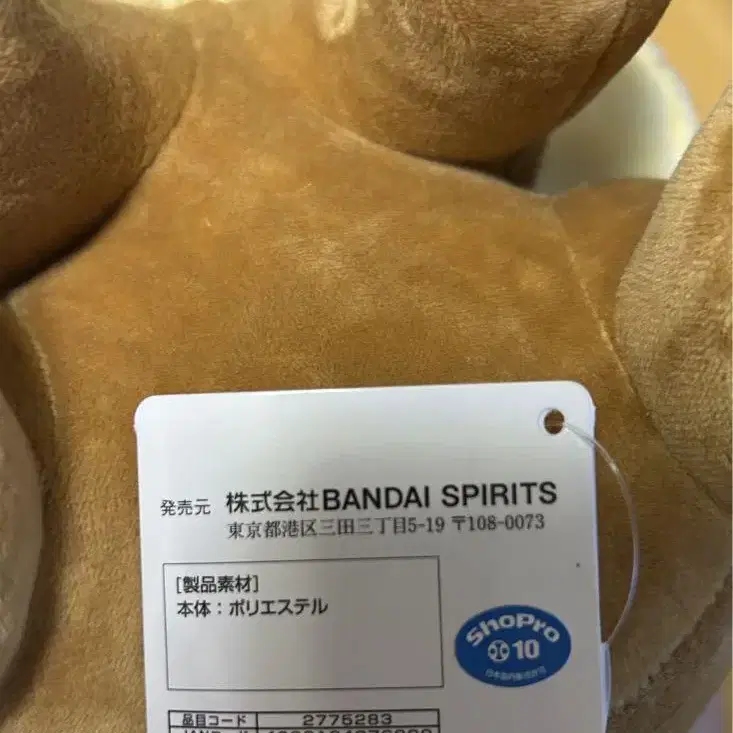 発売元 株式会社BANDAI SPIRITS
東京都港区三田三丁目5-19 〒108-0073
[製品素材]
本体：ポリエステル
ShoPro
10
品目コード 2775283